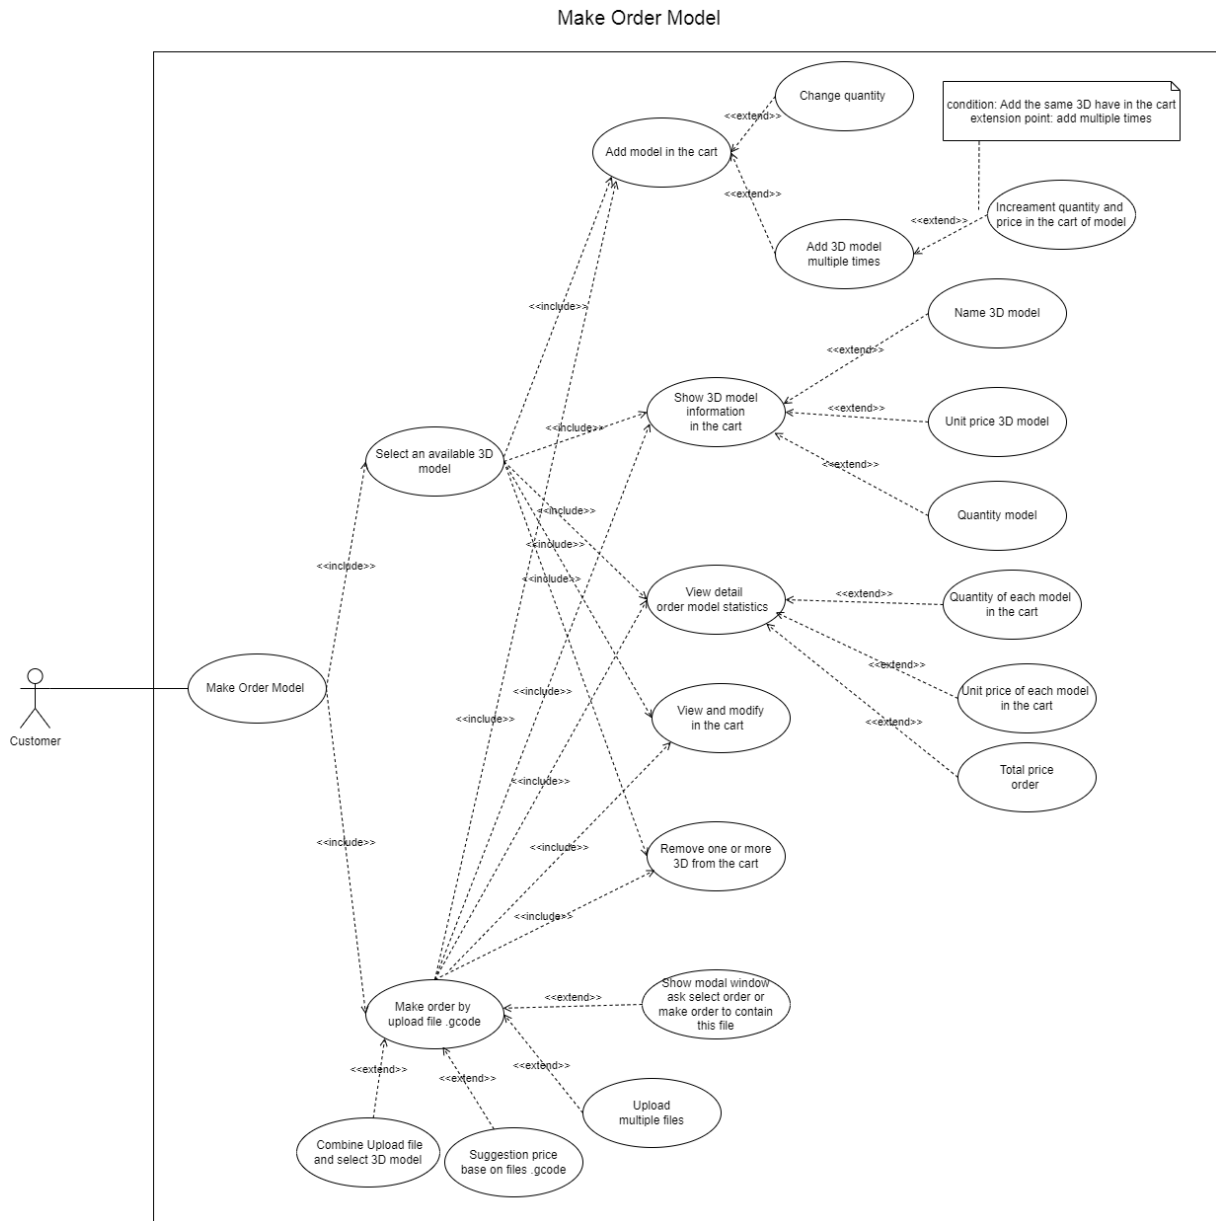 Make Order Model
Change quantity
condition: Add the same 3D have in the cart
extension point: add multiple times
<<extend>>
Add model in the cart
<<extend>>
Increament quantity and
price in the cart of model
<<extend>>
Add 3D model
multiple times
<<include>>
Name 3D model
<<extend>>
Show 3D model
information
in the cart
<<extend>>
Unit price 3D model
<<include>>
Select an available 3D
model
<<extend>>
Quantity model
<<include>>
<<include>>
<<include>>
<<include>>
View detail
order model statistics
<<extend>>
Quantity of each model
in the cart
<<extend>>
Unit price of each model
in the cart
Make Order Model
<<include>>
<<include>>
View and modify
in the cart
<<extend>>
Customer
Total price
order
<<include>>
<<include>>
<<include>>
Remove one or more
3D from the cart
<<include>>
Make order by
upload file .gcode
<<extend>>
Show modal window
ask select order or
make order to contain
this file
<<extend>>
<<extend>>
<<extend>>
Upload
multiple files
Combine Upload file
and select 3D model
Suggestion price
base on files .gcode